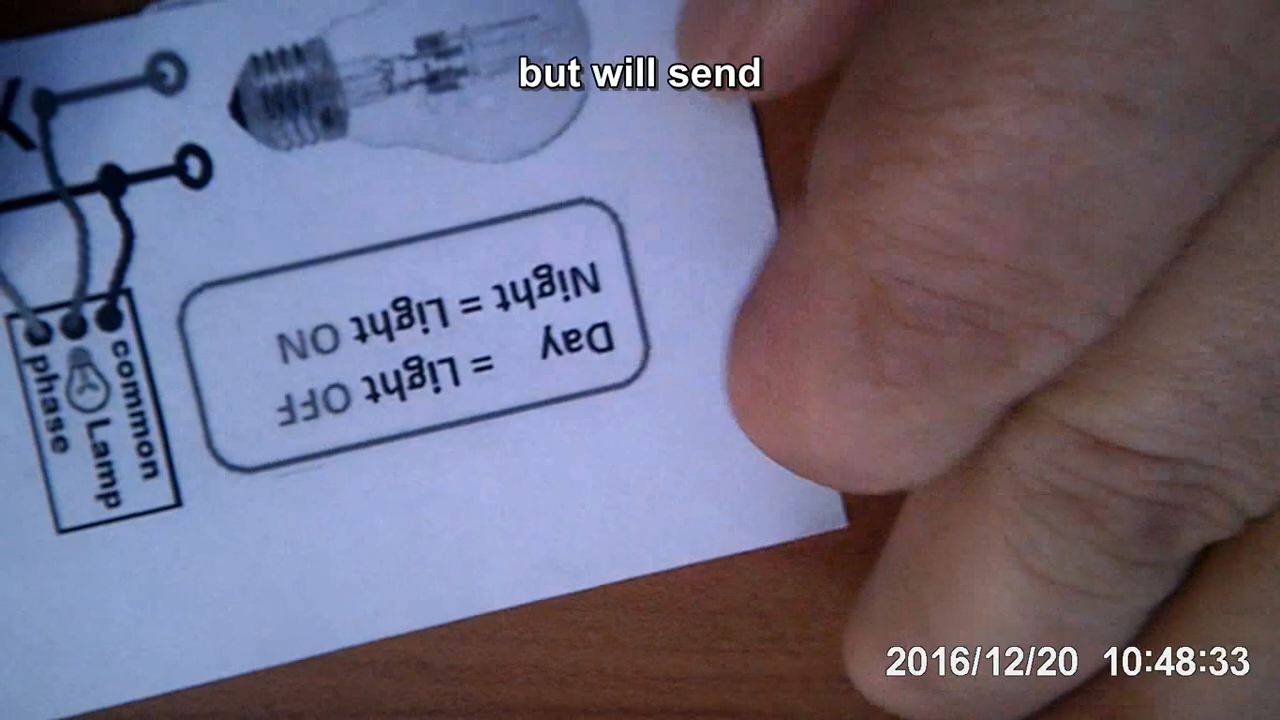 but will send
Day = Light OFF
Night = Light ON
common
Lamp
phase
2016/12/20 10:48:33